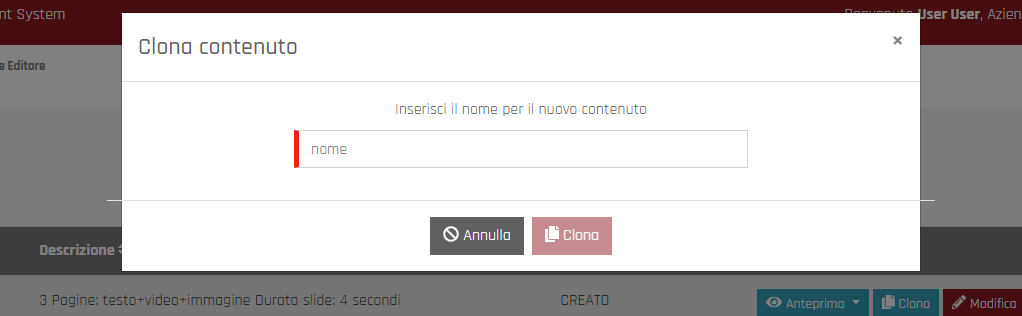 nt System
Benvenuto User User, Azien
Clona contenuto
×
e Editore
Inserisci il nome per il nuovo contenuto
nome
Annulla Clona
Descrizione
3 Pagine: testo+video+immagine Durata slide: 4 secondi CREATO Anteprima Clona Modifica